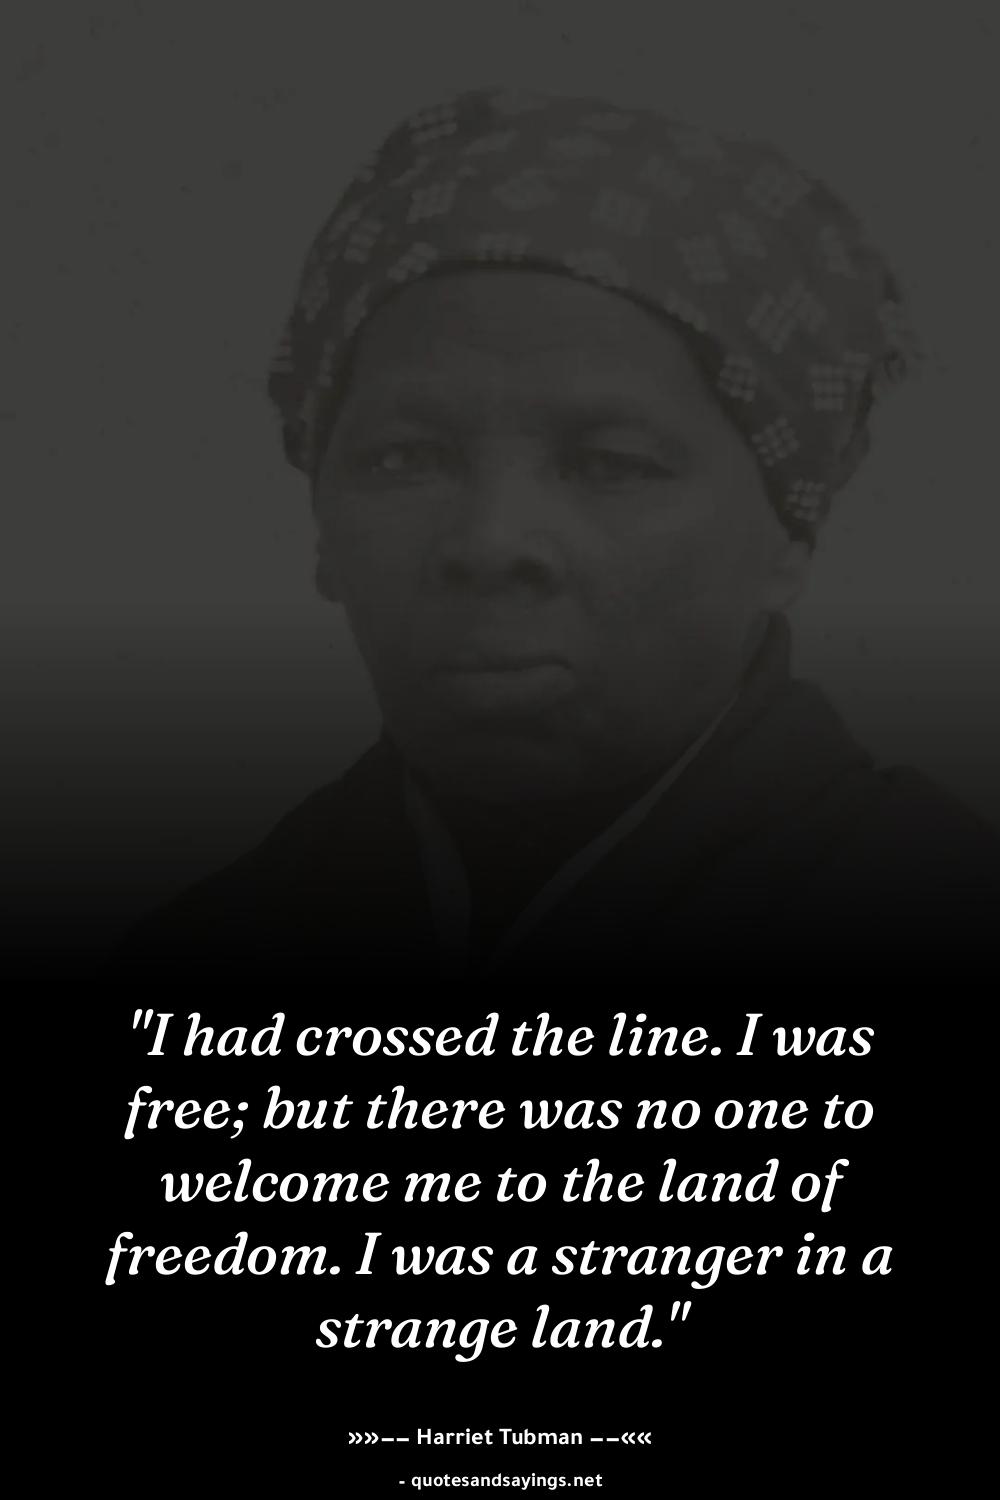 "I had crossed the line. I was
free; but there was no one to
welcome me to the land of
freedom. I was a stranger in a
strange land."
»»–– Harriet Tubman ––««
- quotesandsayings.net